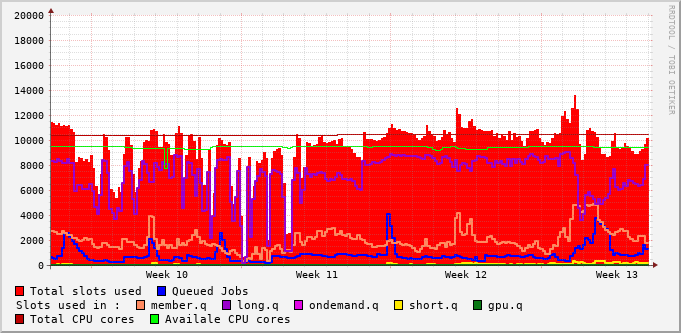 20000
18000
16000
14000
12000
10000
8000
6000
4000
2000
0
Week 10 Week 11 Week 12 Week 13
Total slots used Queued Jobs
Slots used in : member.q long.q ondemand.q short.q gpu.q
Total CPU cores Availale CPU cores
RRDTOOL / TOBI OETIKER